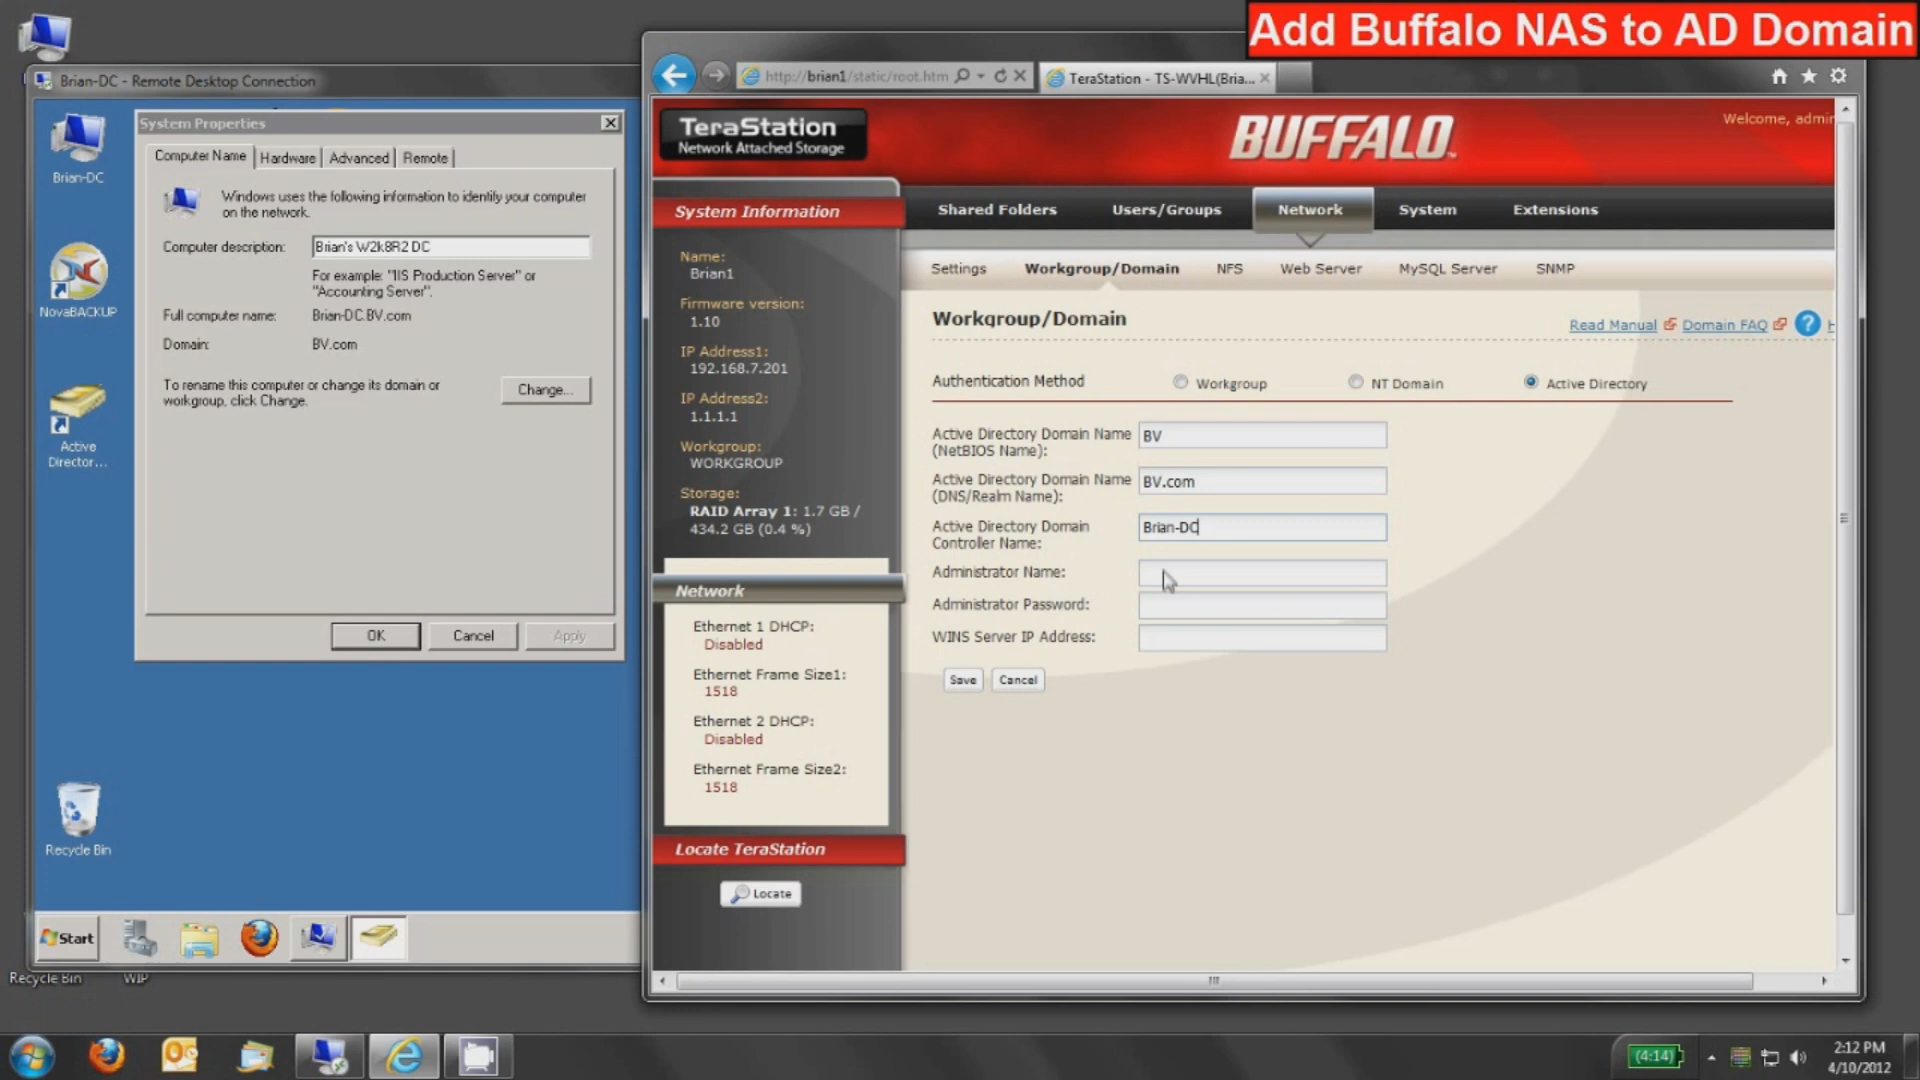 Add Buffalo NAS to AD Domain
Brian-DC - Remote Desktop Connection
Brian-DC
NovaBACKUP
Active
Director...
Recycle Bin
System Properties
Computer Name
Hardware
Advanced
Remote
Windows uses the following information to identify your computer
on the network.
Computer description:
Brian's W2k8R2 DC
For example: "IIS Production Server" or
"Accounting Server".
Full computer name:
Brian-DC.BV.com
Domain:
BV.com
To rename this computer or change its domain or
workgroup, click Change.
Change...
OK
Cancel
Apply
Start
Recycle Bin
WIP
http://brian1/static/root.htm
TeraStation - TS-WVHL(Bria...
TeraStation
Network Attached Storage
BUFFALO
Welcome, admin
System Information
Name:
Brian1
Firmware version:
1.10
IP Address1:
192.168.7.201
IP Address2:
1.1.1.1
Workgroup:
WORKGROUP
Storage:
RAID Array 1: 1.7 GB /
434.2 GB (0.4 %)
Network
Ethernet 1 DHCP:
Disabled
Ethernet Frame Size1:
1518
Ethernet 2 DHCP:
Disabled
Ethernet Frame Size2:
1518
Locate TeraStation
Locate
Shared Folders
Users/Groups
Network
System
Extensions
Settings
Workgroup/Domain
NFS
Web Server
MySQL Server
SNMP
Workgroup/Domain
Read Manual
Domain FAQ
?
Authentication Method
Workgroup
NT Domain
Active Directory
Active Directory Domain Name
(NetBIOS Name):
BV
Active Directory Domain Name
(DNS/Realm Name):
BV.com
Active Directory Domain
Controller Name:
Brian-DC
Administrator Name:
Administrator Password:
WINS Server IP Address:
Save
Cancel
(4:14)
2:12 PM
4/10/2012